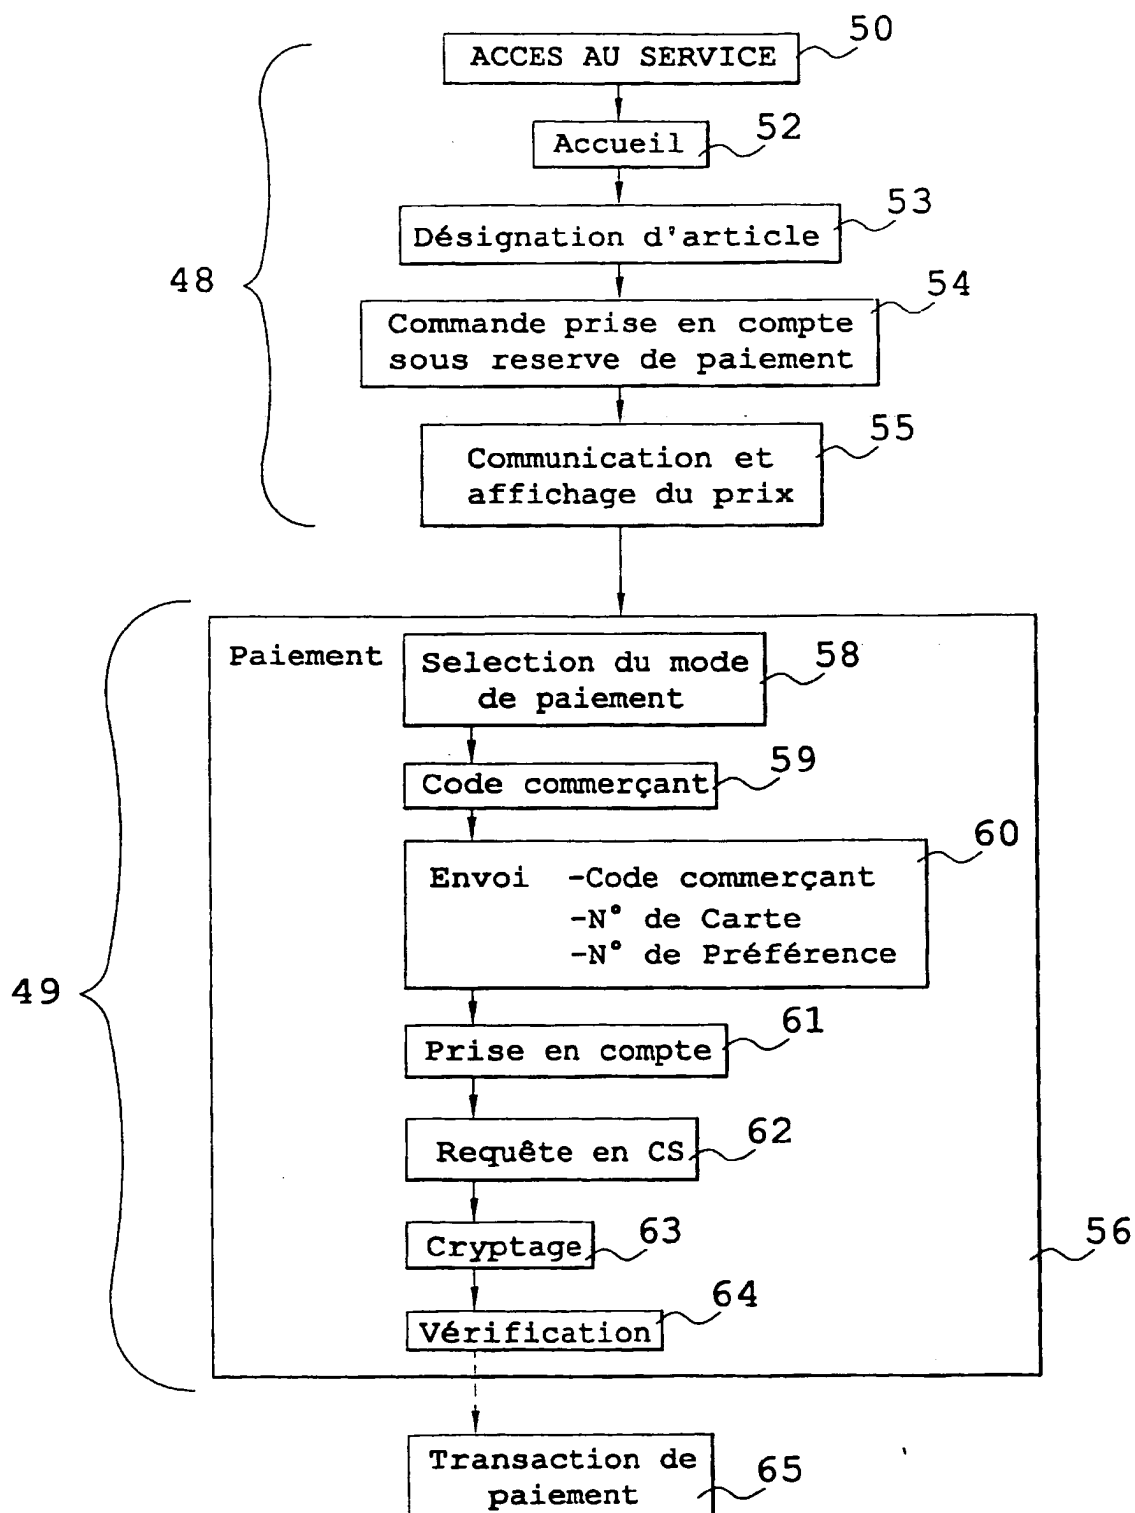 50
ACCES AU SERVICE
52
Accueil
53
Désignation d'article
48
54
Commande prise en compte
sous reserve de paiement
55
Communication et
affichage du prix
Paiement
Selection du mode
de paiement
58
59
Code commerçant
60
Envoi -Code commerçant
-N° de Carte
-N° de Préférence
49
61
Prise en compte
62
Requête en CS
63
Cryptage
56
64
Vérification
Transaction de
paiement
65